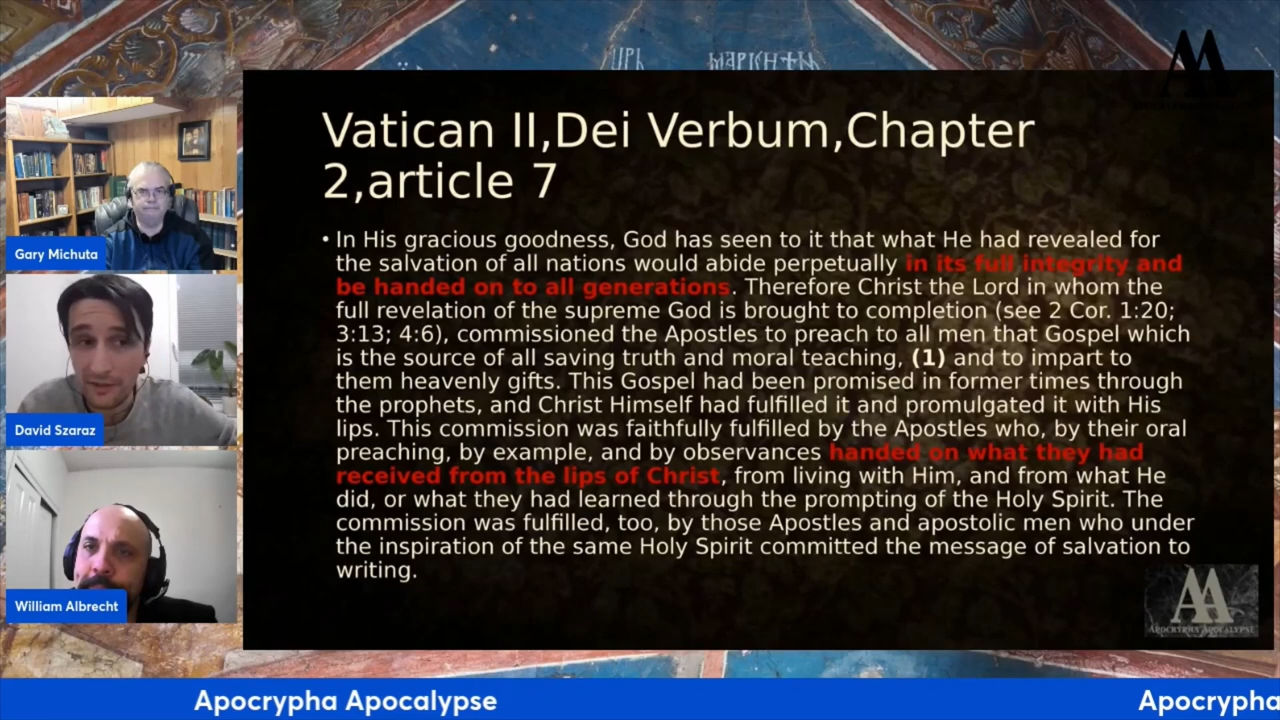 ЦРЬ
МАРКИѢНЬ
Vatican II,Dei Verbum,Chapter
2,article 7
• In His gracious goodness, God has seen to it that what He had revealed for
the salvation of all nations would abide perpetually in its full integrity and
be handed on to all generations. Therefore Christ the Lord in whom the
full revelation of the supreme God is brought to completion (see 2 Cor. 1:20;
3:13; 4:6), commissioned the Apostles to preach to all men that Gospel which
is the source of all saving truth and moral teaching, (1) and to impart to
them heavenly gifts. This Gospel had been promised in former times through
the prophets, and Christ Himself had fulfilled it and promulgated it with His
lips. This commission was faithfully fulfilled by the Apostles who, by their oral
preaching, by example, and by observances handed on what they had
received from the lips of Christ, from living with Him, and from what He
did, or what they had learned through the prompting of the Holy Spirit. The
commission was fulfilled, too, by those Apostles and apostolic men who under
the inspiration of the same Holy Spirit committed the message of salvation to
writing.
Gary Michuta
David Szaraz
William Albrecht
AA
AA
APOCRYPHA APOCALYPSE
Apocrypha Apocalypse
Apocrypha